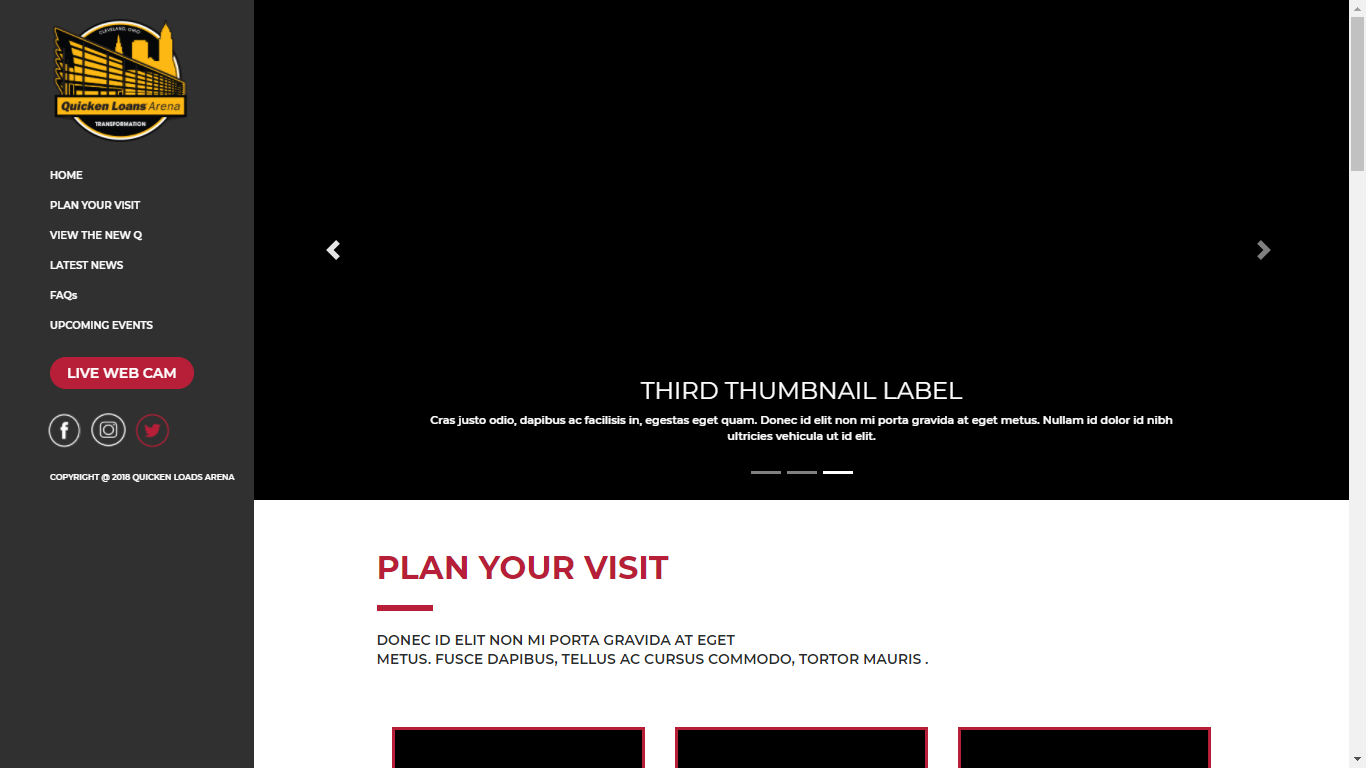 CLEVELAND, OHIO
Quicken Loans Arena
TRANSFORMATION
HOME
PLAN YOUR VISIT
VIEW THE NEW Q
LATEST NEWS
FAQs
UPCOMING EVENTS
LIVE WEB CAM
COPYRIGHT @ 2018 QUICKEN LOADS ARENA
THIRD THUMBNAIL LABEL
Cras justo odio, dapibus ac facilisis in, egestas eget quam. Donec id elit non mi porta gravida at eget metus. Nullam id dolor id nibh
ultricies vehicula ut id elit.
PLAN YOUR VISIT
DONEC ID ELIT NON MI PORTA GRAVIDA AT EGET
METUS. FUSCE DAPIBUS, TELLUS AC CURSUS COMMODO, TORTOR MAURIS .